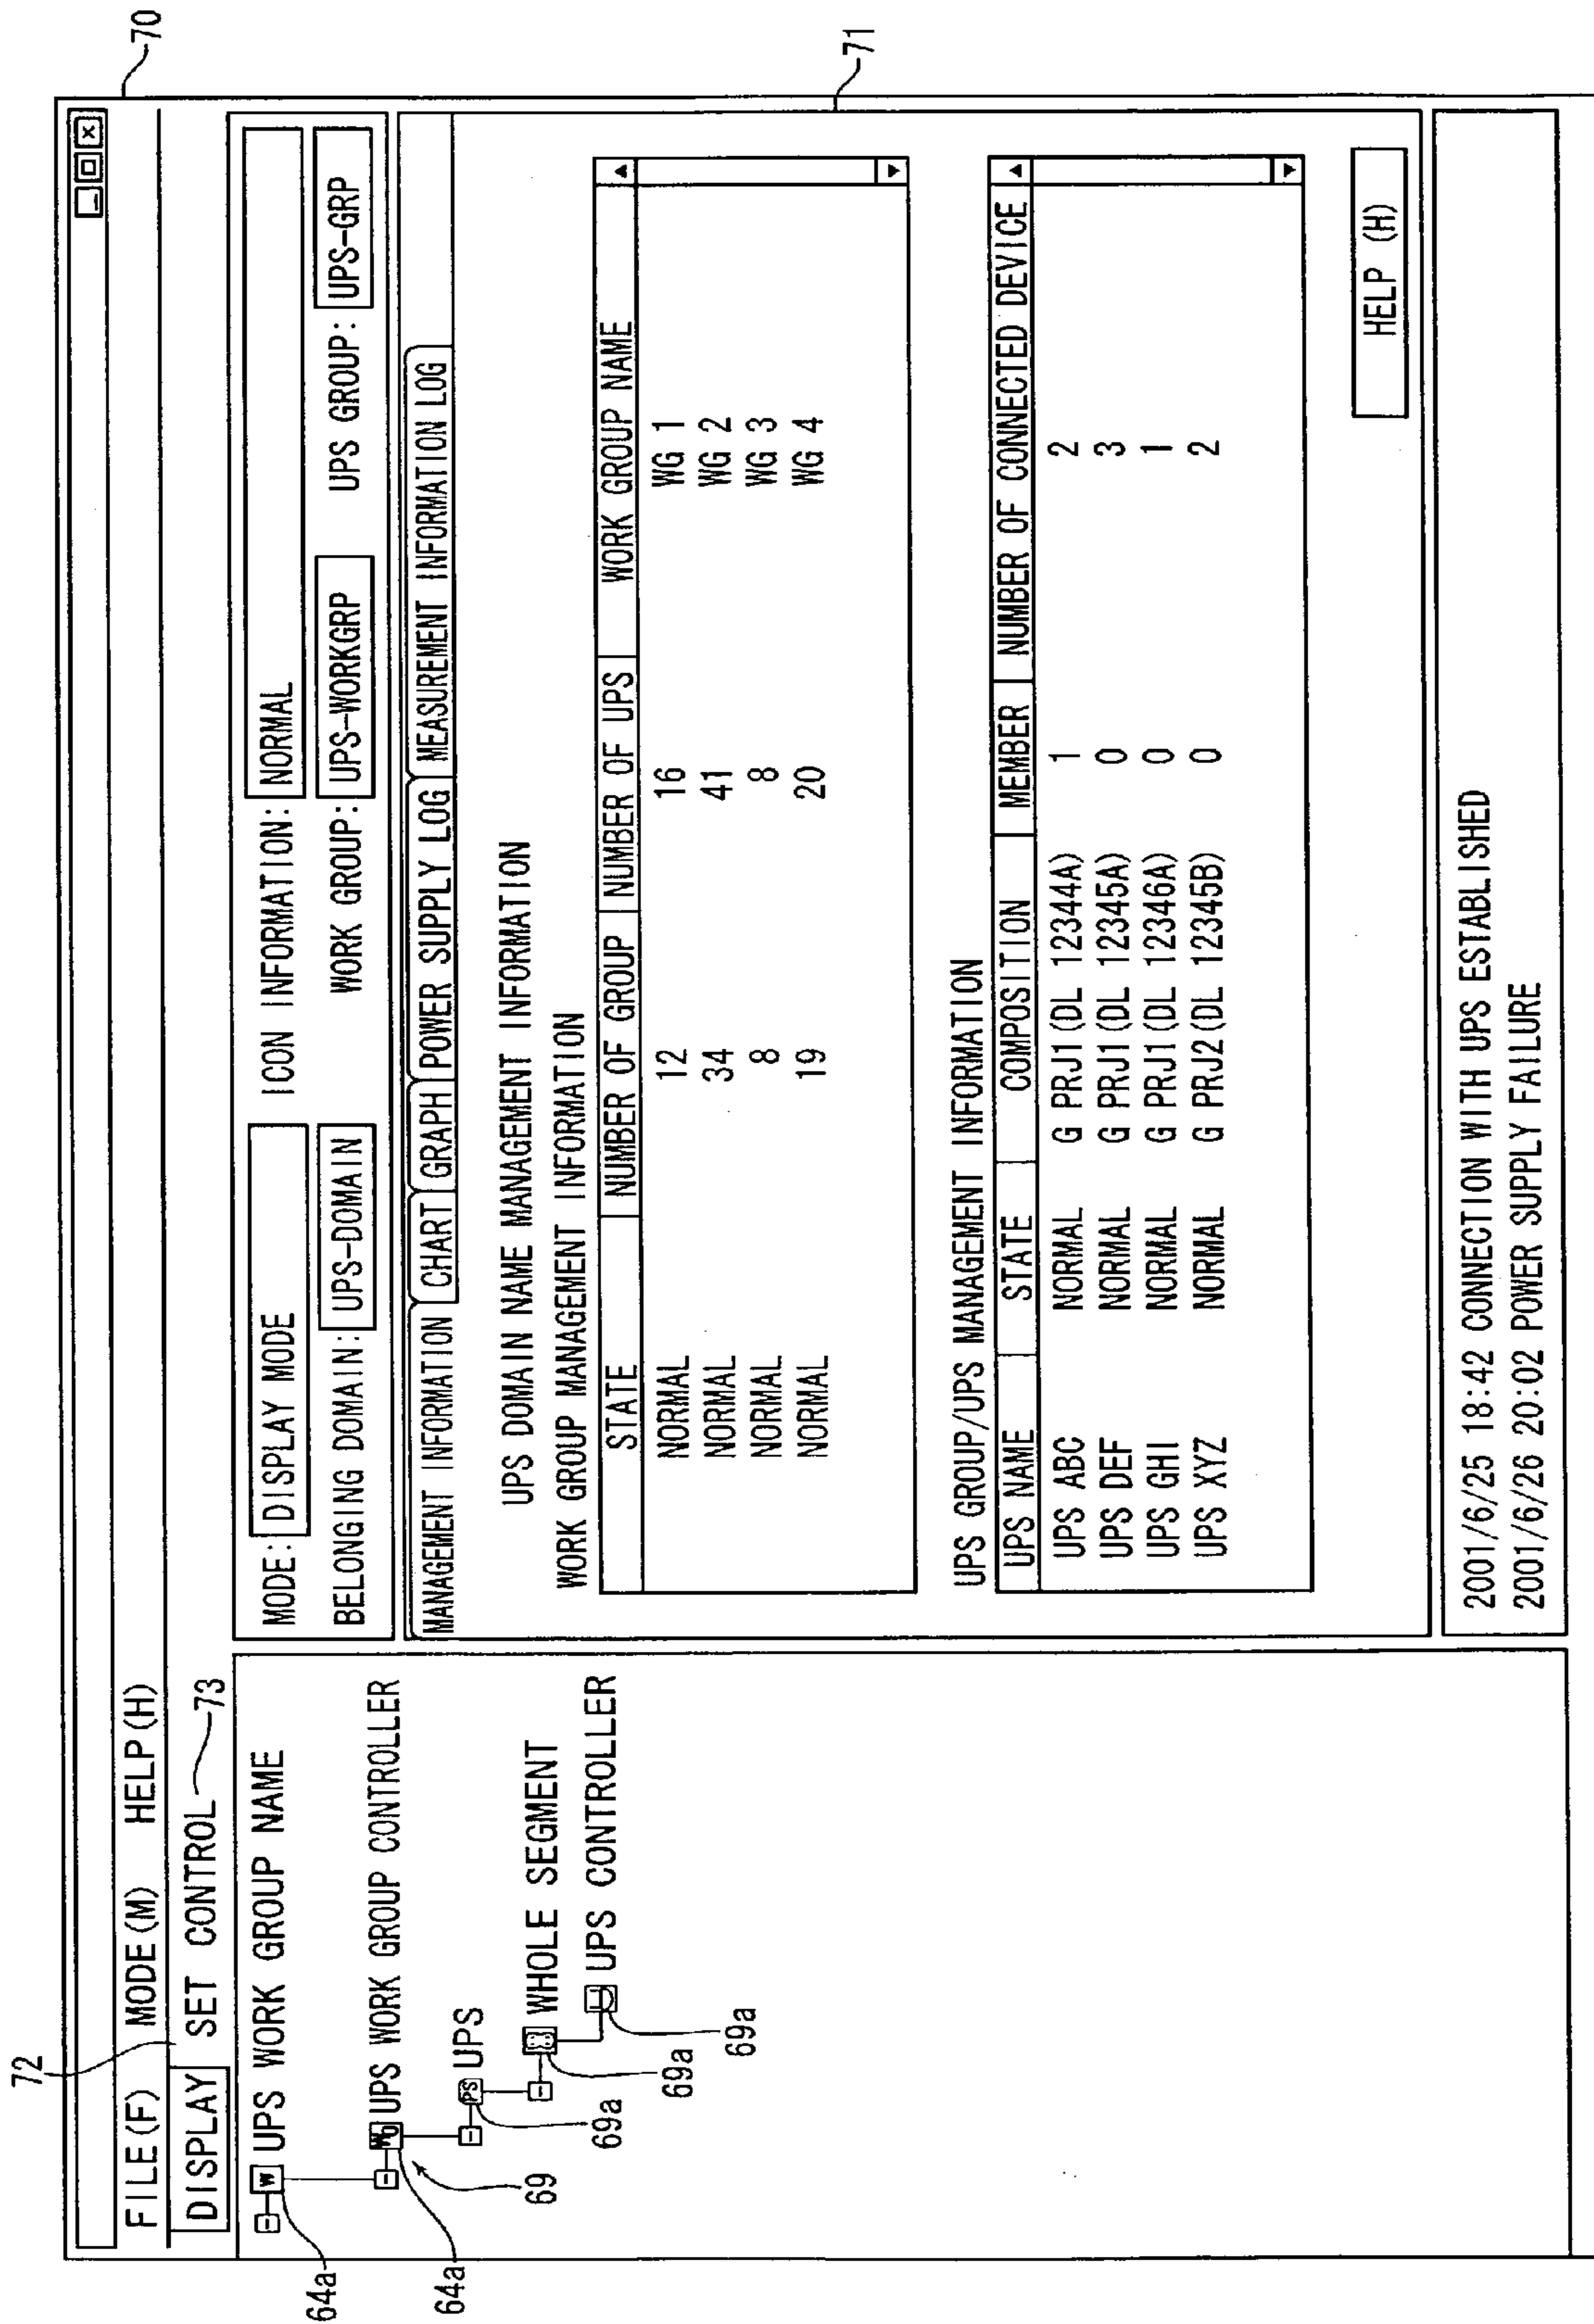 70
FILE(F) MODE(M) HELP(H)
72
DISPLAY SET CONTROL 73
W UPS WORK GROUP NAME
64a
UPS WORK GROUP CONTROLLER
64a
69
PS UPS
69a
WHOLE SEGMENT
69a
UPS CONTROLLER
69a
MODE: DISPLAY MODE ICON INFORMATION: NORMAL
BELONGING DOMAIN: UPS-DOMAIN WORK GROUP: UPS-WORKGRP UPS GROUP: UPS-GRP
MANAGEMENT INFORMATION CHART GRAPH POWER SUPPLY LOG MEASUREMENT INFORMATION LOG
71
UPS DOMAIN NAME MANAGEMENT INFORMATION
WORK GROUP MANAGEMENT INFORMATION
STATE NUMBER OF GROUP NUMBER OF UPS WORK GROUP NAME
NORMAL 12 16 WG 1
NORMAL 34 41 WG 2
NORMAL 8 8 WG 3
NORMAL 19 20 WG 4
UPS GROUP/UPS MANAGEMENT INFORMATION
UPS NAME STATE COMPOSITION MEMBER NUMBER OF CONNECTED DEVICE
UPS ABC NORMAL G PRJ1(DL 12344A) 1 2
UPS DEF NORMAL G PRJ1(DL 12345A) 0 3
UPS GHI NORMAL G PRJ1(DL 12346A) 0 1
UPS XYZ NORMAL G PRJ2(DL 12345B) 0 2
HELP (H)
2001/6/25 18:42 CONNECTION WITH UPS ESTABLISHED
2001/6/26 20:02 POWER SUPPLY FAILURE